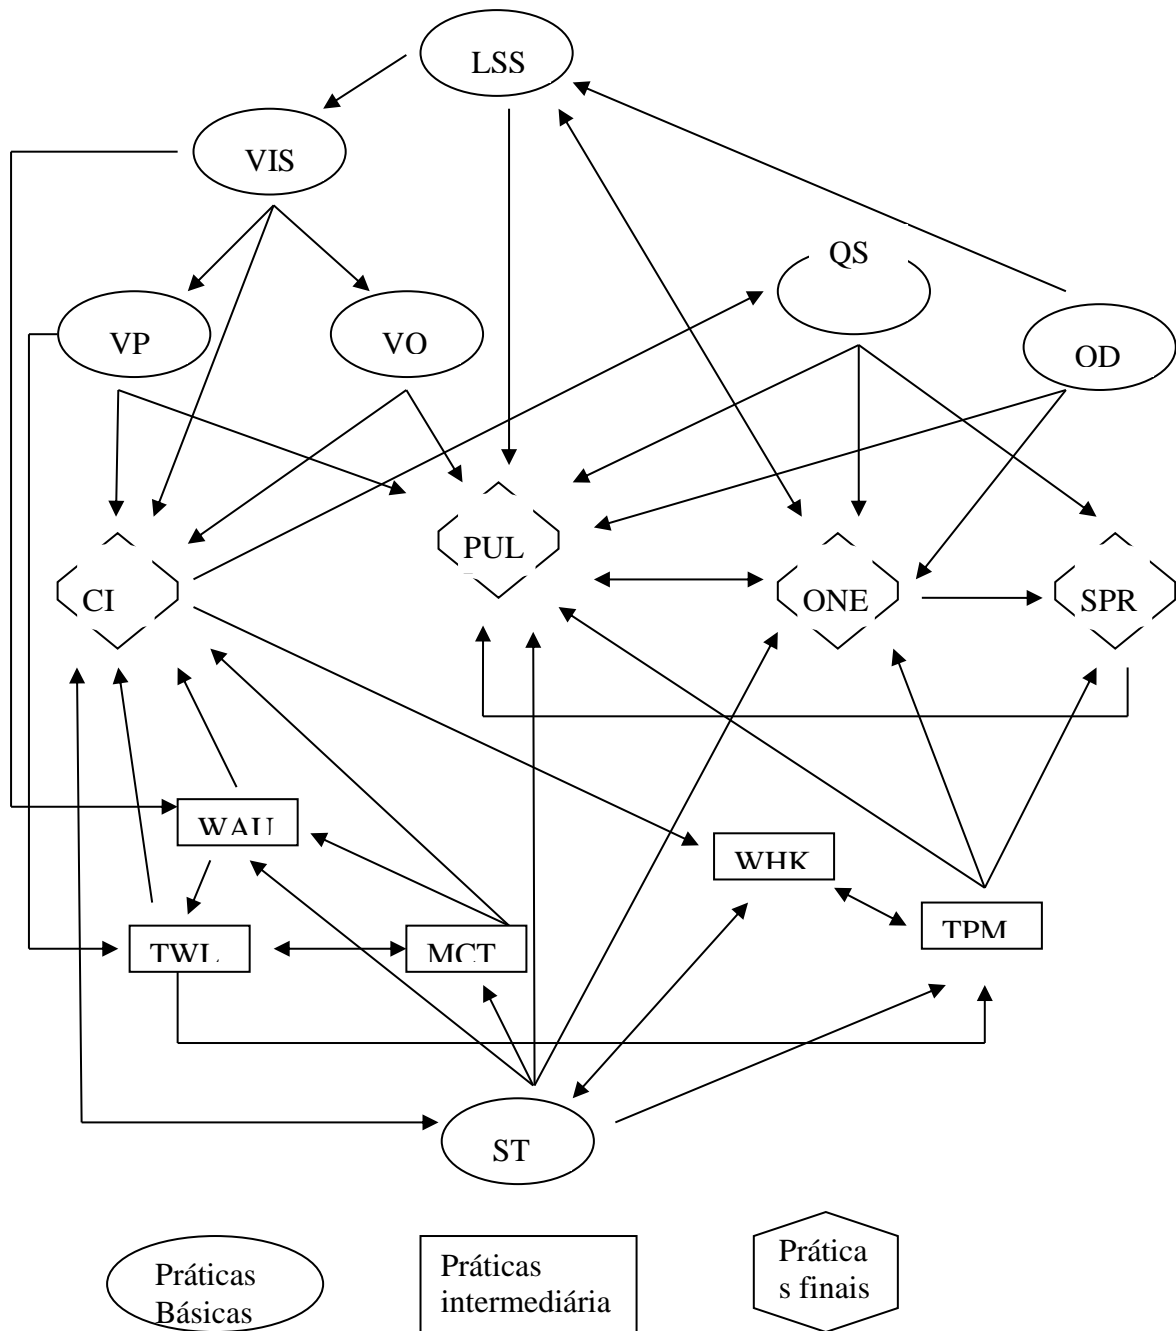 LSS
VIS
QS
VP
VO
OD
PUL
CI
ONE
SPR
WAU
WHK
TWL
MCT
TPM
ST
Práticas
Básicas
Práticas
intermediária
Prática
s finais